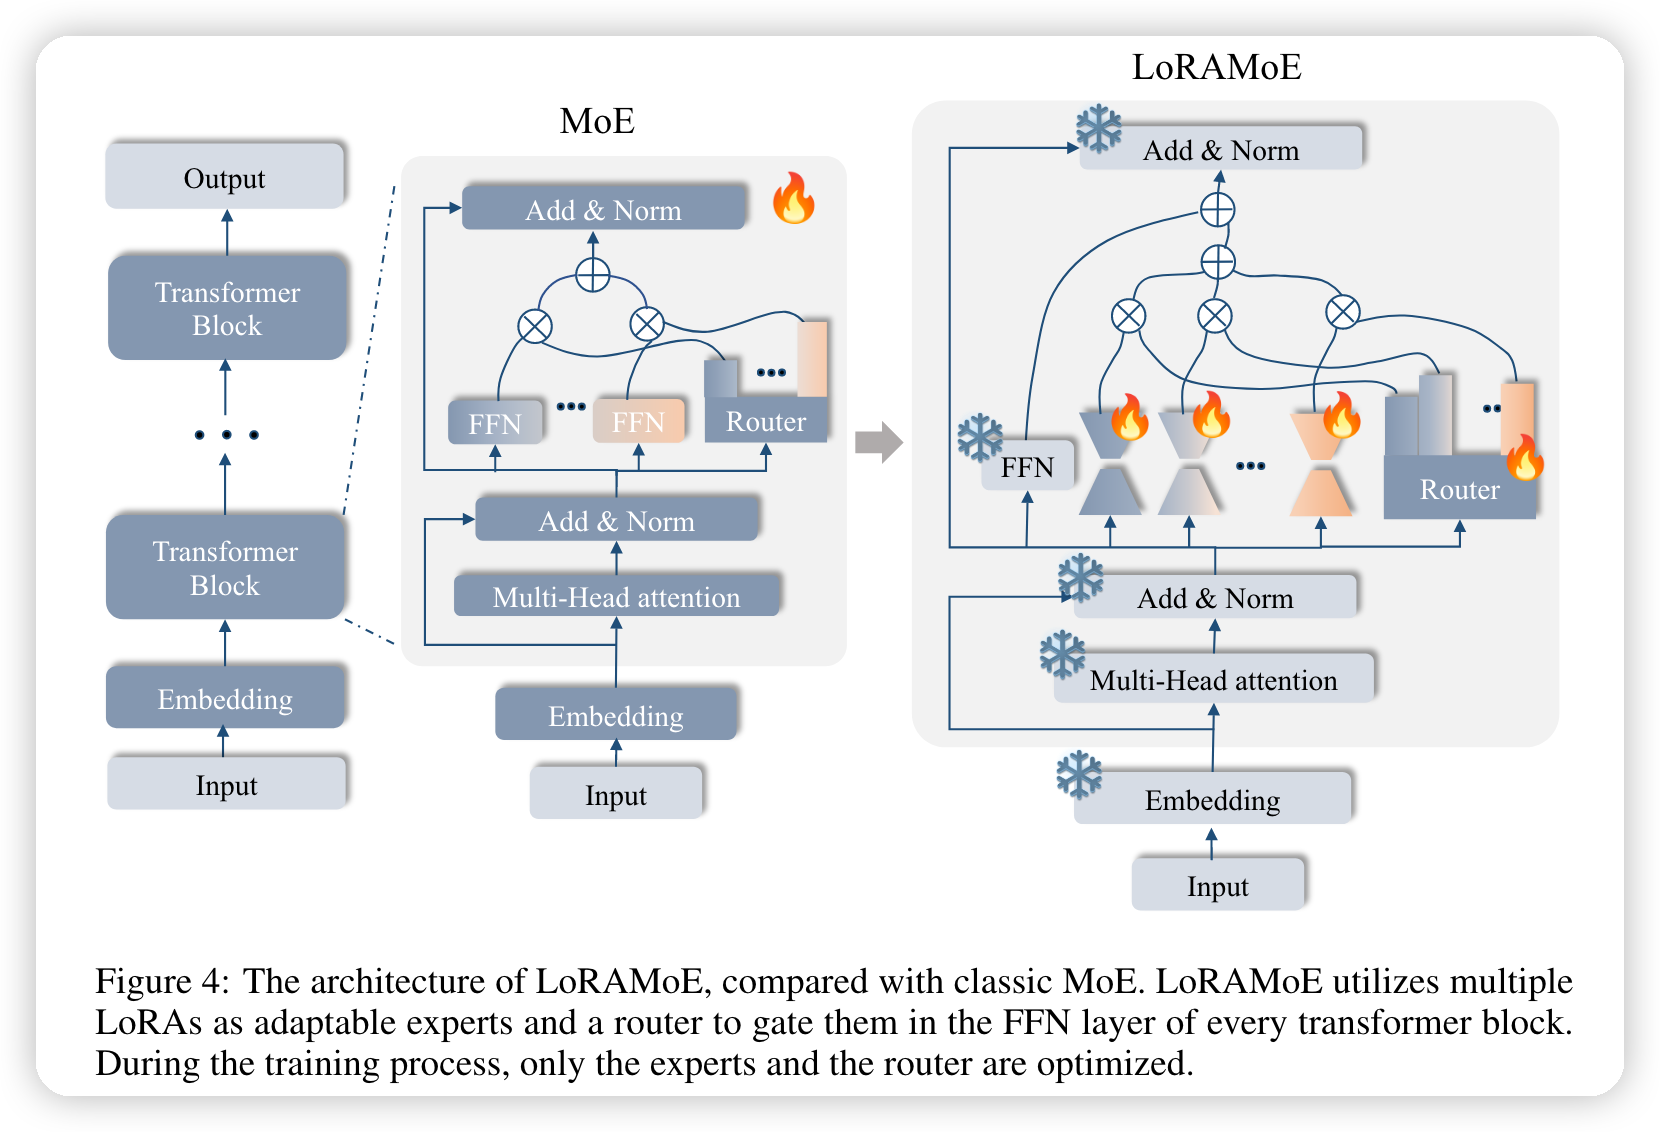 LoRAMoE
MoE
Output
Transformer
Block
Transformer
Block
Embedding
Input
Add & Norm
FFN
FFN
Router
Add & Norm
Multi-Head attention
Embedding
Input
Add & Norm
FFN
Router
Add & Norm
Multi-Head attention
Embedding
Input
Figure 4: The architecture of LoRAMoE, compared with classic MoE. LoRAMoE utilizes multiple
LoRAs as adaptable experts and a router to gate them in the FFN layer of every transformer block.
During the training process, only the experts and the router are optimized.